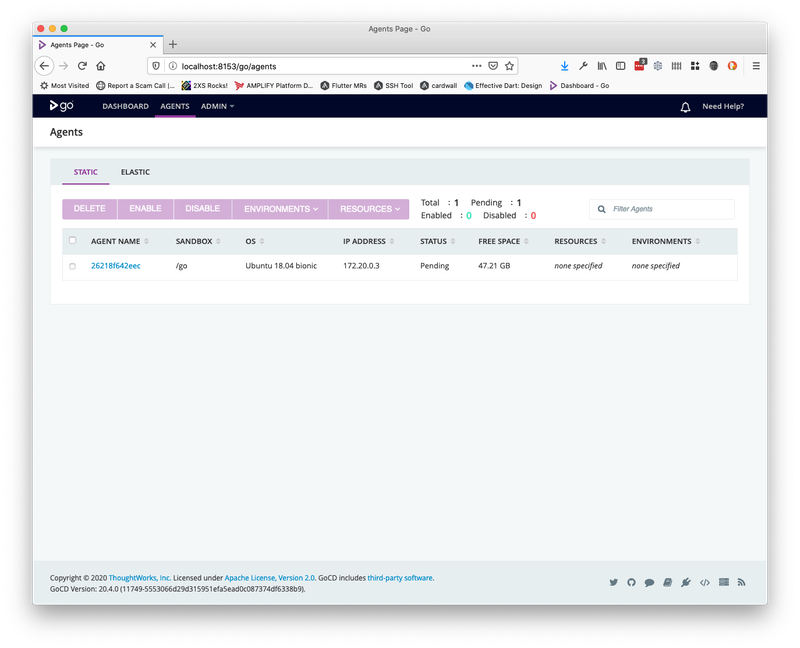 Agents Page - Go
Agents Page - Go
localhost:8153/go/agents
3
Most Visited Report a Scam Call |... 2XS Rocks! AMPLIFY Platform D... Flutter MRs SSH Tool cardwall Effective Dart: Design Dashboard - Go
go DASHBOARD AGENTS ADMIN Need Help?
Agents
STATIC ELASTIC
DELETE ENABLE DISABLE ENVIRONMENTS RESOURCES
Total : 1 Pending : 1
Enabled : 0 Disabled : 0
Filter Agents
AGENT NAME SANDBOX OS IP ADDRESS STATUS FREE SPACE RESOURCES ENVIRONMENTS
26218f642eec /go Ubuntu 18.04 bionic 172.20.0.3 Pending 47.21 GB none specified none specified
Copyright © 2020 ThoughtWorks, Inc. Licensed under Apache License, Version 2.0. GoCD includes third-party software.
GoCD Version: 20.4.0 (11749-5553066d29d315951efa5ead0c087374df6338b9).